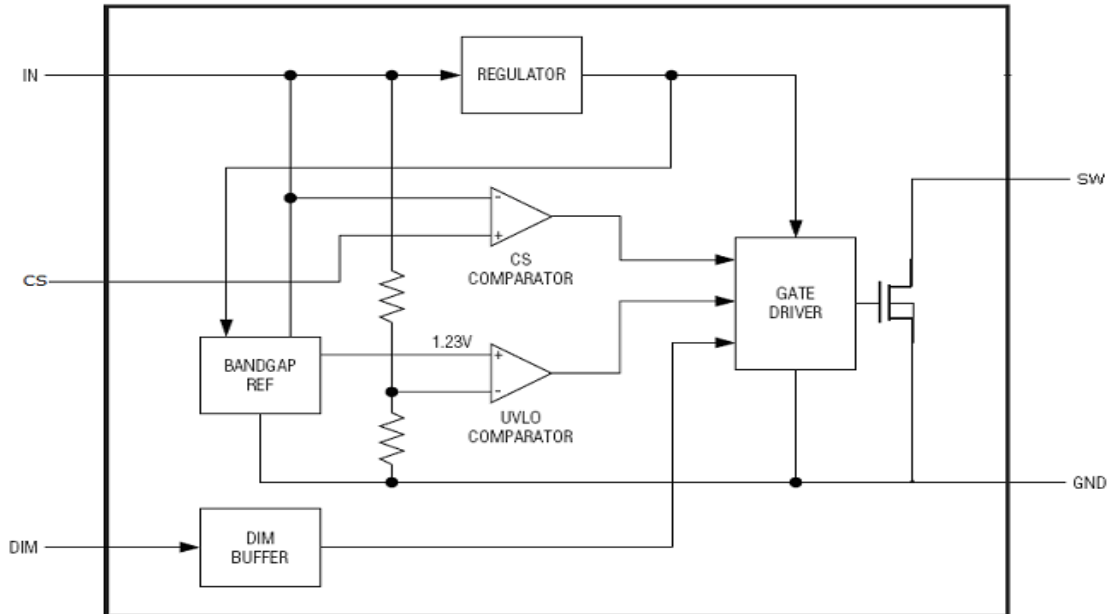 IN
REGULATOR
SW
-
+
CS
COMPARATOR
CS
GATE
DRIVER
1.23V
+
-
BANDGAP
REF
UVLO
COMPARATOR
GND
DIM
DIM
BUFFER